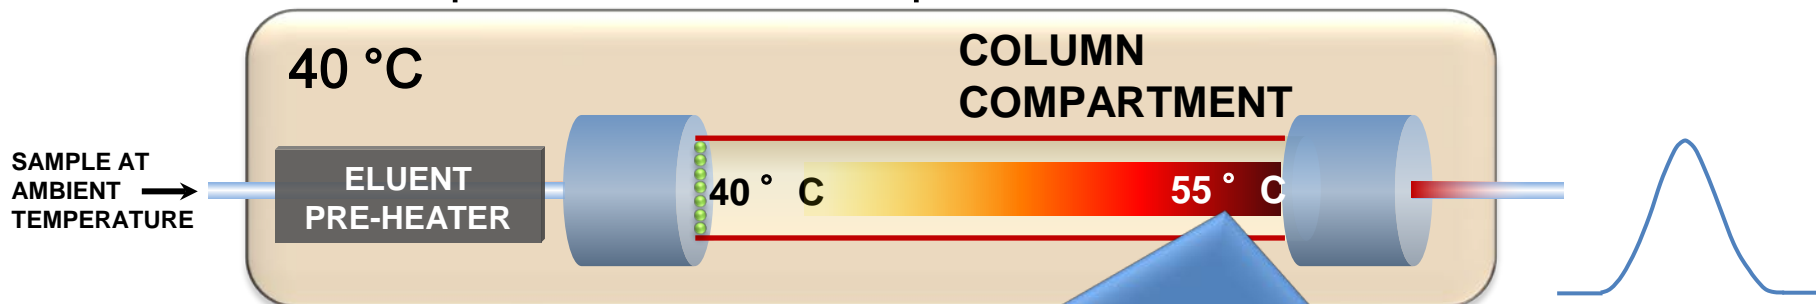 40 °C
COLUMN
COMPARTMENT
SAMPLE AT
AMBIENT
TEMPERATURE
ELUENT
PRE-HEATER
40 ° C
55 ° C